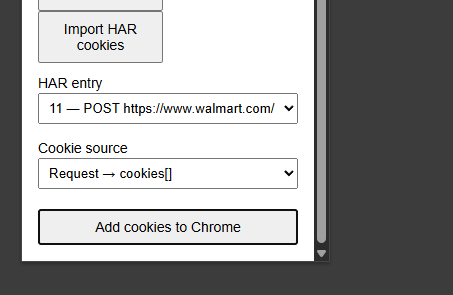 Import HAR
cookies
HAR entry
11 — POST https://www.walmart.com/
Cookie source
Request → cookies[]
Add cookies to Chrome